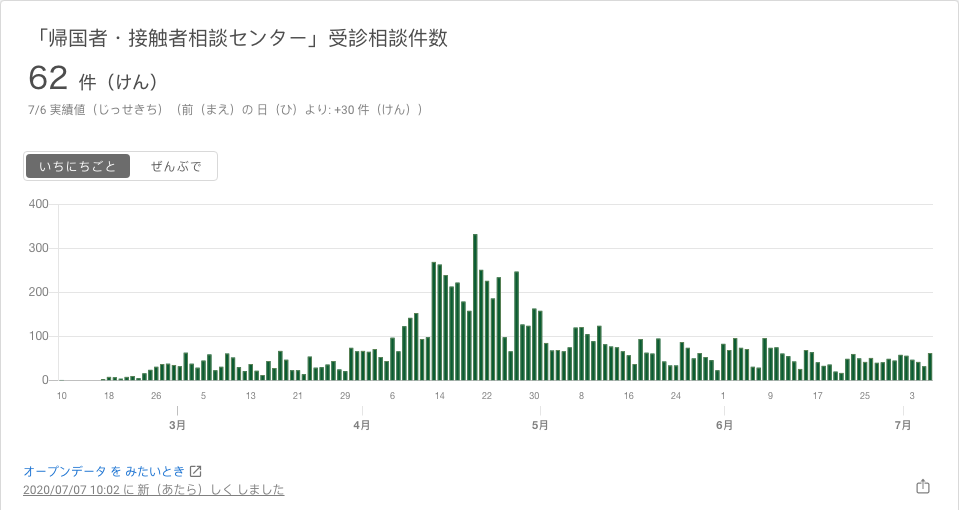 「帰国者・接触者相談センター」受診相談件数
62 件（けん）
7/6 実績値（じっせきち）（前（まえ）の 日（ひ）より: +30 件（けん））
いちにちごと ぜんぶで
400
300
200
100
0
10 18 26 5 13 21 29 6 14 22 30 8 16 24 1 9 17 25 3
3月 4月 5月 6月 7月
オープンデータ を みたいとき
2020/07/07 10:02 に 新（あたら）しく しました